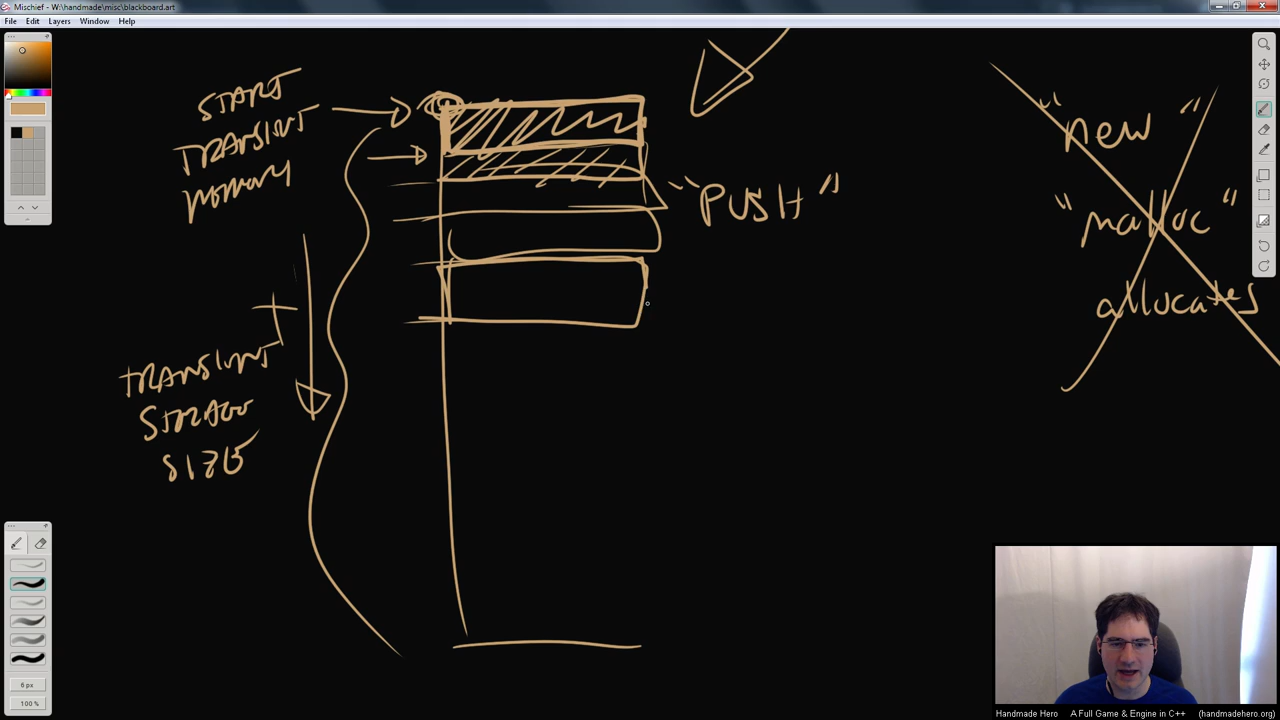 Mischief - W:\handmade\misc\blackboard.art
File Edit Layers Window Help
START
TRANSIENT
MEMORY
"PUSH"
"new"
"malloc"
allocates
+
TRANSIENT
STORAGE
SIZE
6 px
100 %
Handmade Hero A Full Game & Engine in C++ (handmadehero.org)